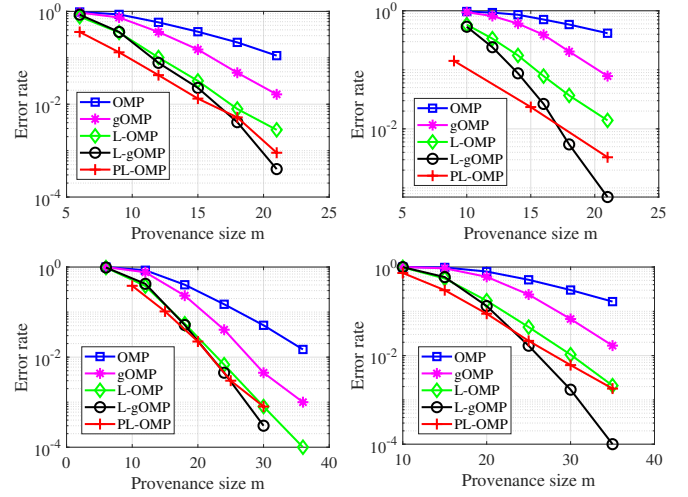 10^0
10^-2
10^-4
Error rate
OMP
gOMP
L-OMP
L-gOMP
PL-OMP
5 10 15 20 25
Provenance size m
10^0
10^-2
Error rate
OMP
gOMP
L-OMP
L-gOMP
PL-OMP
5 10 15 20 25
Provenance size m
10^0
10^-2
10^-4
Error rate
OMP
gOMP
L-OMP
L-gOMP
PL-OMP
0 10 20 30 40
Provenance size m
10^0
10^-2
10^-4
Error rate
OMP
gOMP
L-OMP
L-gOMP
PL-OMP
10 20 30 40
Provenance size m